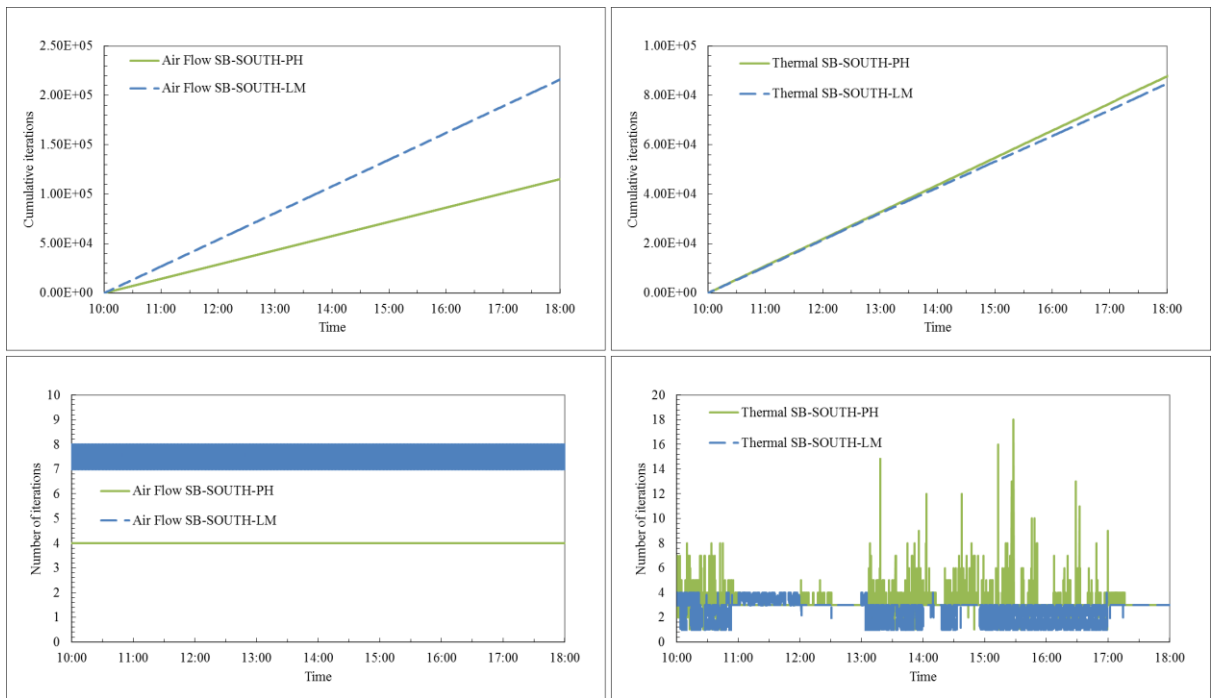 2.50E+05
2.00E+05
1.50E+05
1.00E+05
5.00E+04
0.00E+00
Cumulative iterations
Air Flow SB-SOUTH-PH
Air Flow SB-SOUTH-LM
10:00 11:00 12:00 13:00 14:00 15:00 16:00 17:00 18:00
Time
1.00E+05
8.00E+04
6.00E+04
4.00E+04
2.00E+04
0.00E+00
Cumulative iterations
Thermal SB-SOUTH-PH
Thermal SB-SOUTH-LM
10:00 11:00 12:00 13:00 14:00 15:00 16:00 17:00 18:00
Time
10
9
8
7
6
5
4
3
2
1
0
Number of iterations
Air Flow SB-SOUTH-PH
Air Flow SB-SOUTH-LM
10:00 11:00 12:00 13:00 14:00 15:00 16:00 17:00 18:00
Time
20
18
16
14
12
10
8
6
4
2
0
Number of iterations
Thermal SB-SOUTH-PH
Thermal SB-SOUTH-LM
10:00 11:00 12:00 13:00 14:00 15:00 16:00 17:00 18:00
Time